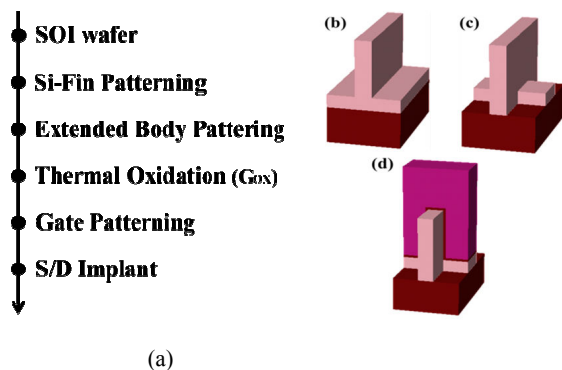 SOI wafer
Si-Fin Patterning
Extended Body Pattering
Thermal Oxidation (GOX)
Gate Patterning
S/D Implant
(a)
(b)
(c)
(d)